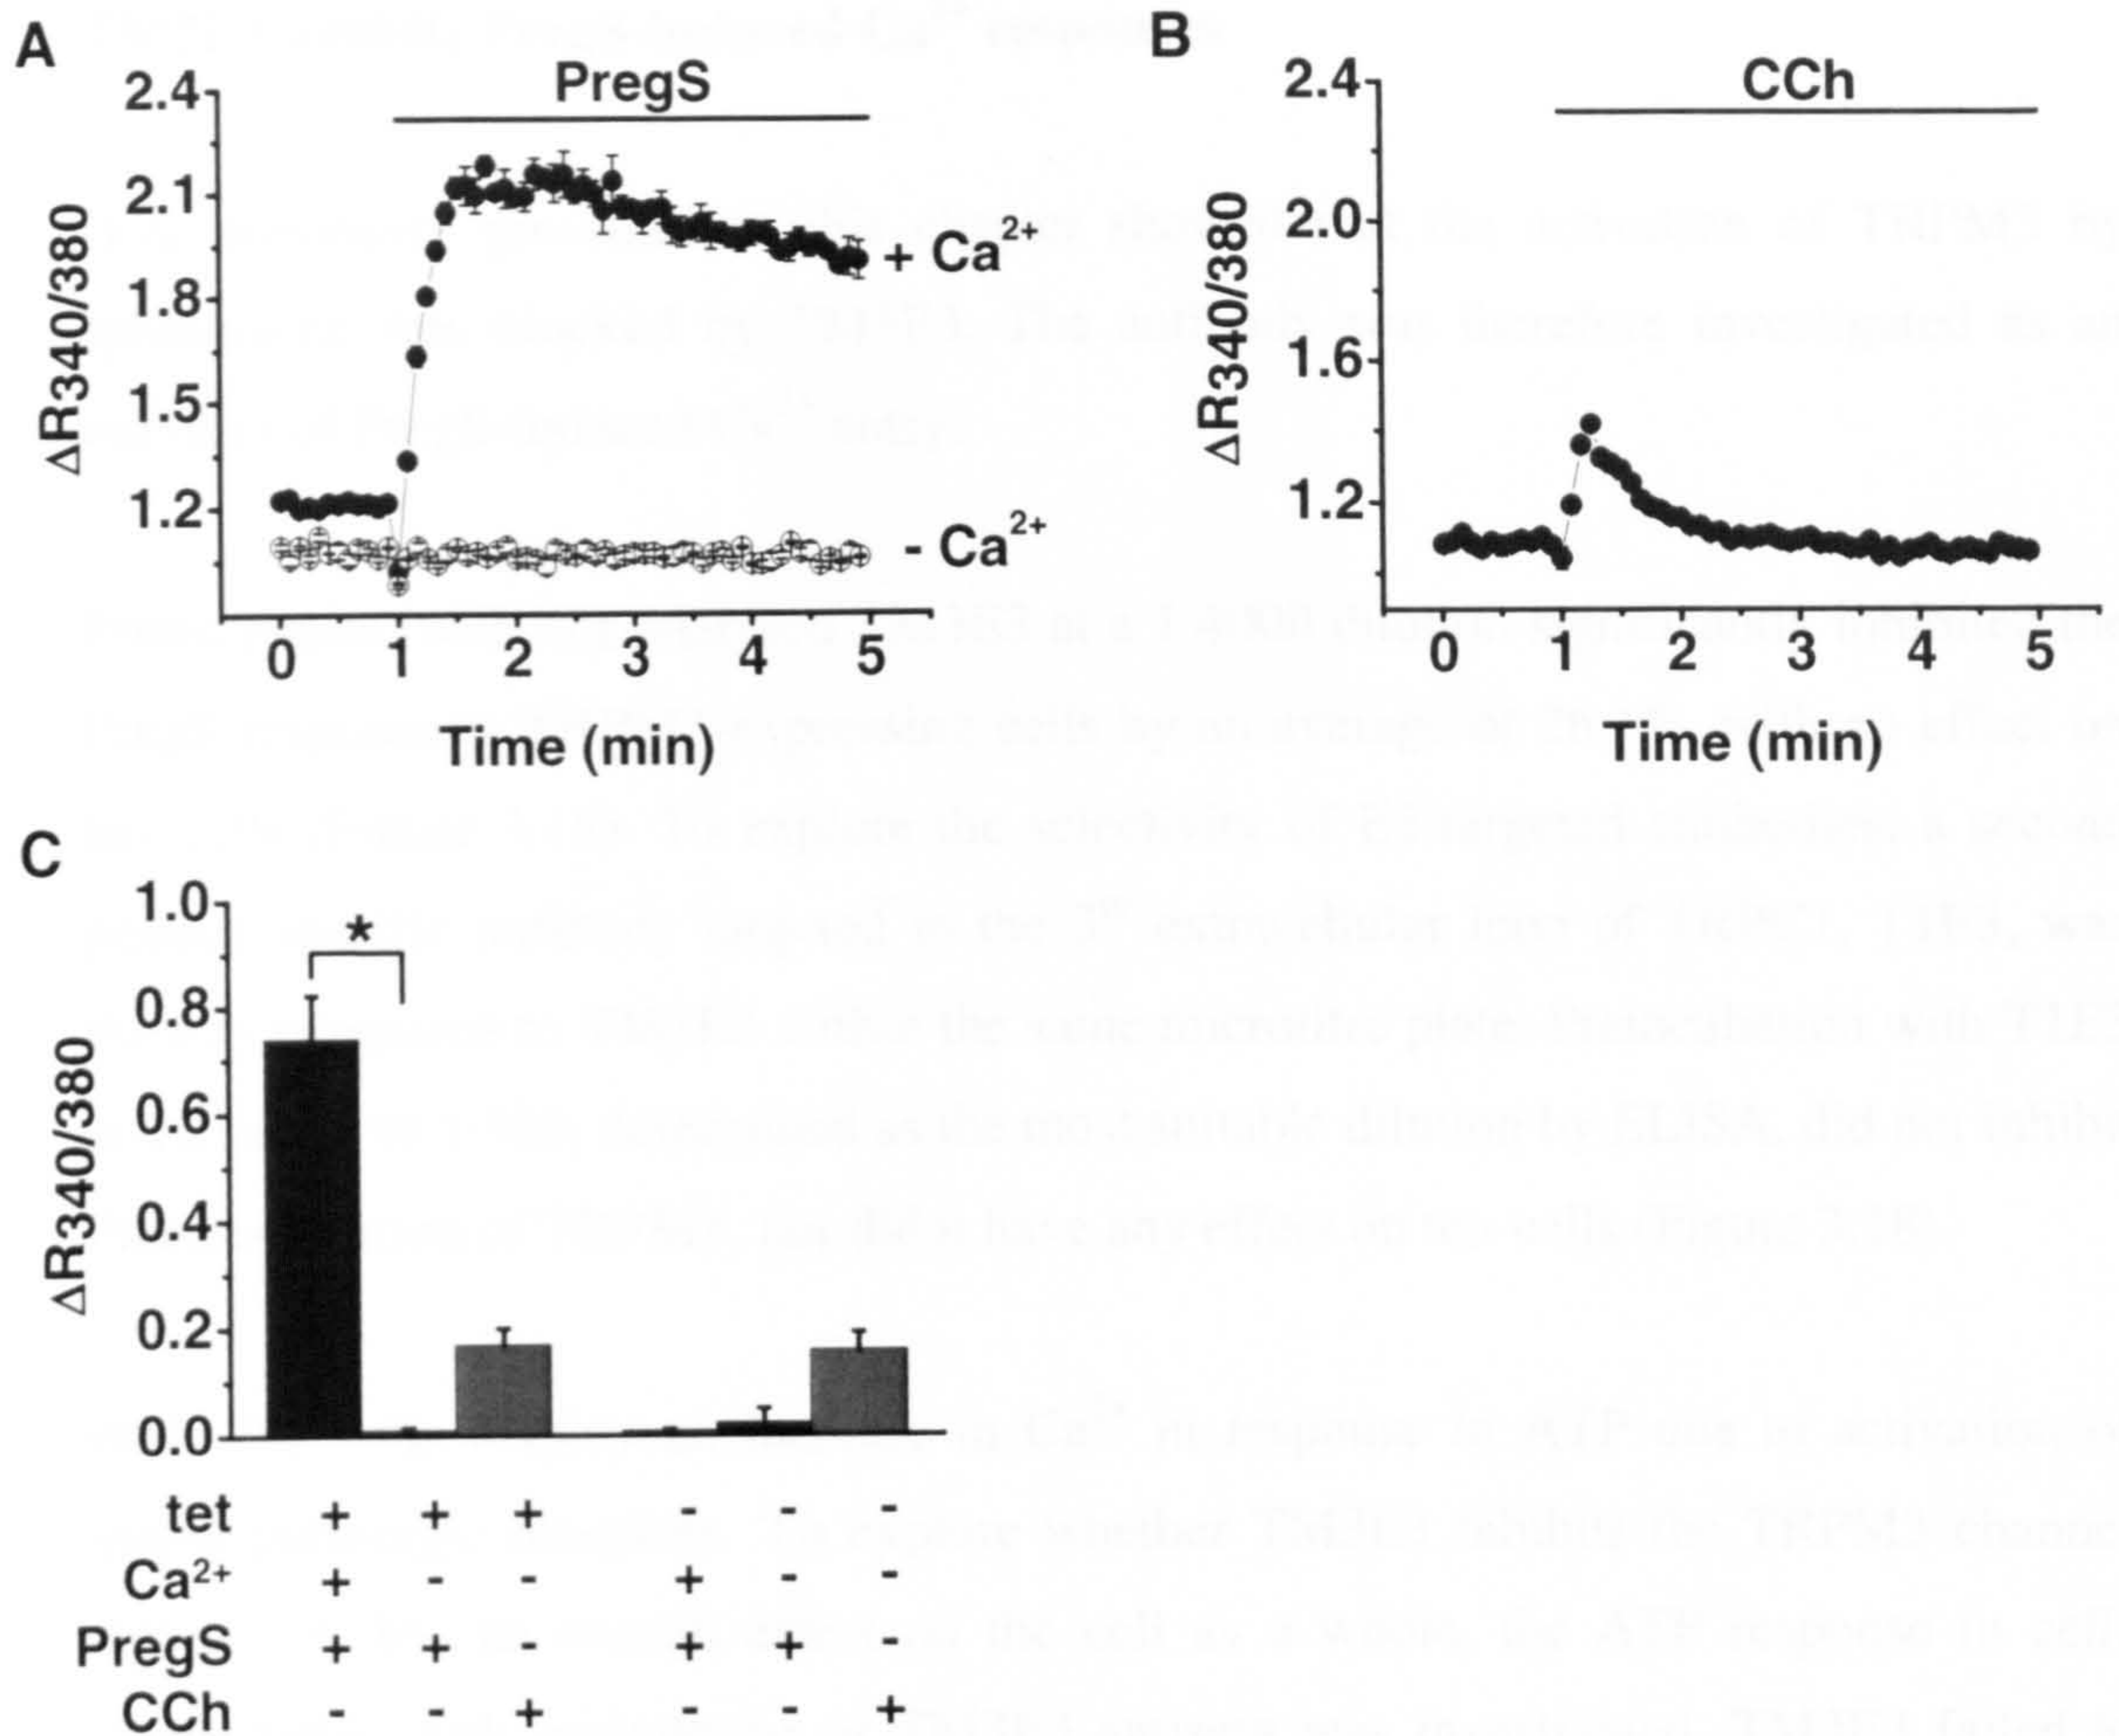 A
PregS
2.4
2.1
1.8
1.5
1.2
ΔR340/380
+ Ca2+
- Ca2+
0 1 2 3 4 5
Time (min)
B
CCh
2.4
2.0
1.6
1.2
ΔR340/380
0 1 2 3 4 5
Time (min)
C
1.0
0.8
0.6
0.4
0.2
0.0
ΔR340/380
*
tet + + + - - -
Ca2+ + - - + - -
PregS + + - + + -
CCh - - + - - +